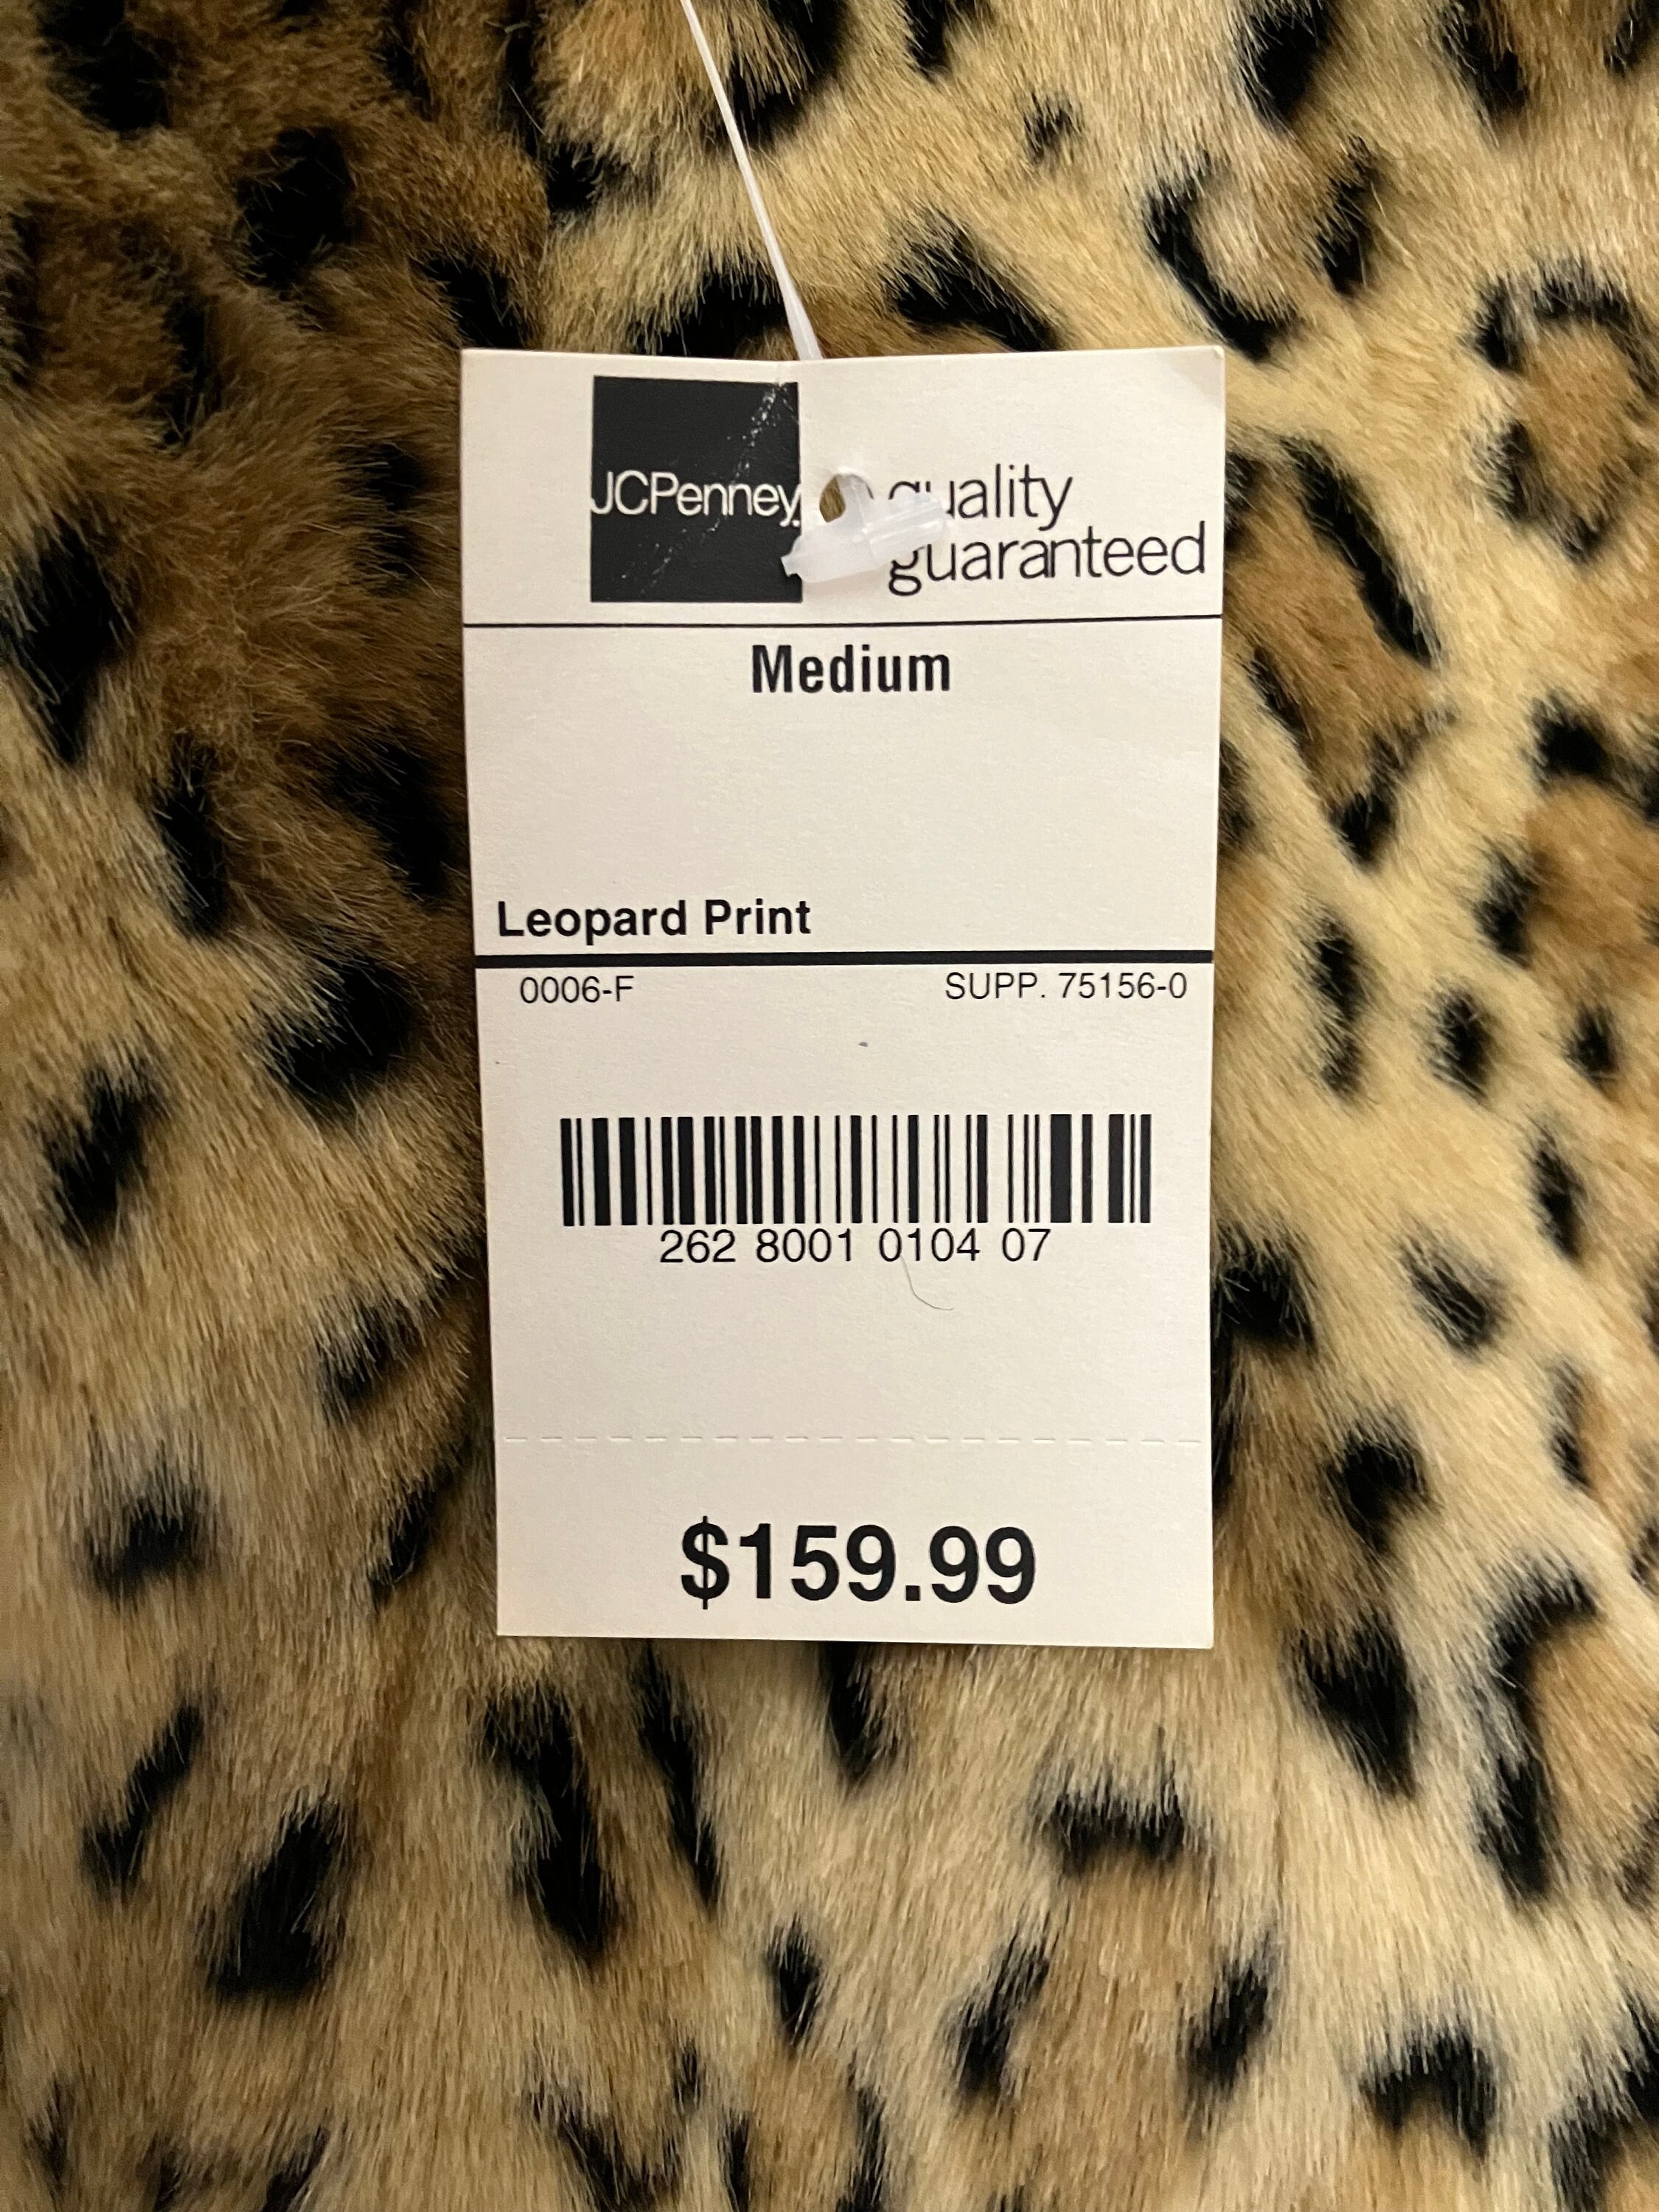 JCPenney
quality
guaranteed
Medium
Leopard Print
0006-F SUPP. 75156-0
262 8001 0104 07
$159.99